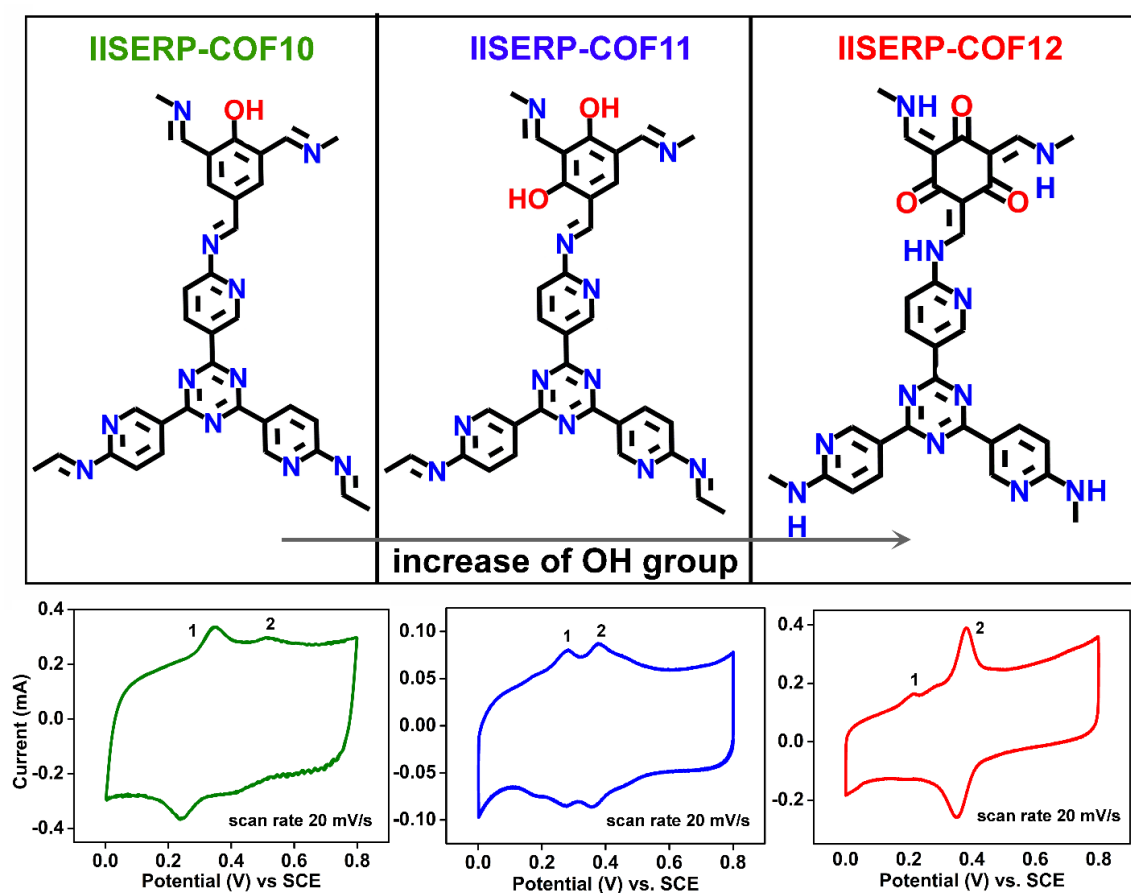 IISERP-COF10
IISERP-COF11
IISERP-COF12
N
OH
N
N
N
N
N
N
N
N
N
N
N
OH
N
HO
N
N
N
N
N
N
N
N
N
NH
O
O
O
N
H
HN
N
N
N
N
N
N
H
N
NH
increase of OH group
0.4
0.2
0.0
-0.2
-0.4
Current (mA)
1
2
scan rate 20 mV/s
0.0 0.2 0.4 0.6 0.8
Potential (V) vs SCE
0.10
0.05
0.00
-0.05
-0.10
1
2
scan rate 20 mV/s
0.0 0.2 0.4 0.6 0.8
Potential (V) vs. SCE
0.4
0.2
0.0
-0.2
1
2
scan rate 20 mV/s
0.0 0.2 0.4 0.6 0.8
Potential (V) vs SCE